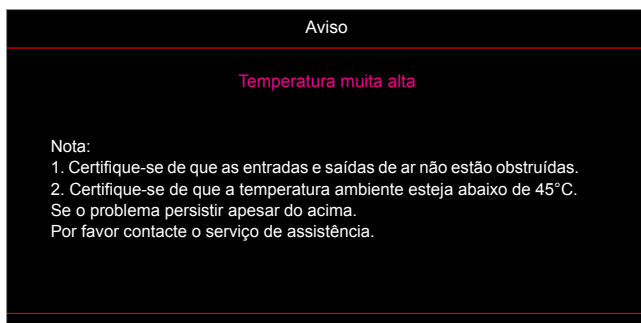 Aviso
Temperatura muita alta
Nota:
1. Certifique-se de que as entradas e saídas de ar não estão obstruídas.
2. Certifique-se de que a temperatura ambiente esteja abaixo de 45°C.
Se o problema persistir apesar do acima.
Por favor contacte o serviço de assistência.